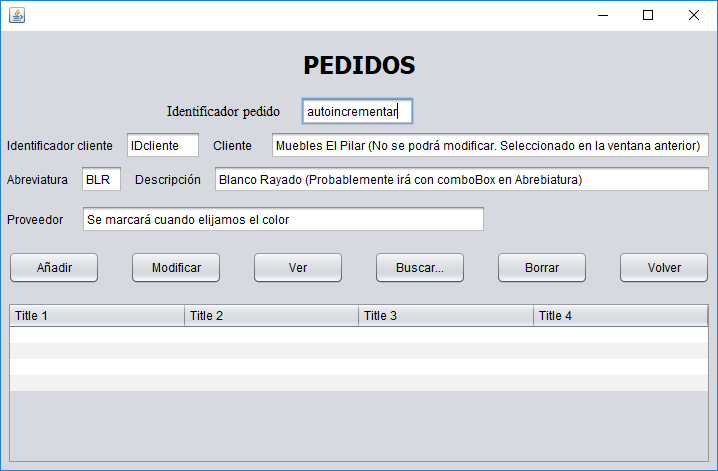 PEDIDOS
Identificador pedido autoincrementar
Identificador cliente IDcliente Cliente Muebles El Pilar (No se podrá modificar. Seleccionado en la ventana anterior)
Abreviatura BLR Descripción Blanco Rayado (Probablemente irá con comboBox en Abrebiatura)
Proveedor Se marcará cuando elijamos el color
Añadir Modificar Ver Buscar... Borrar Volver
Title 1 Title 2 Title 3 Title 4